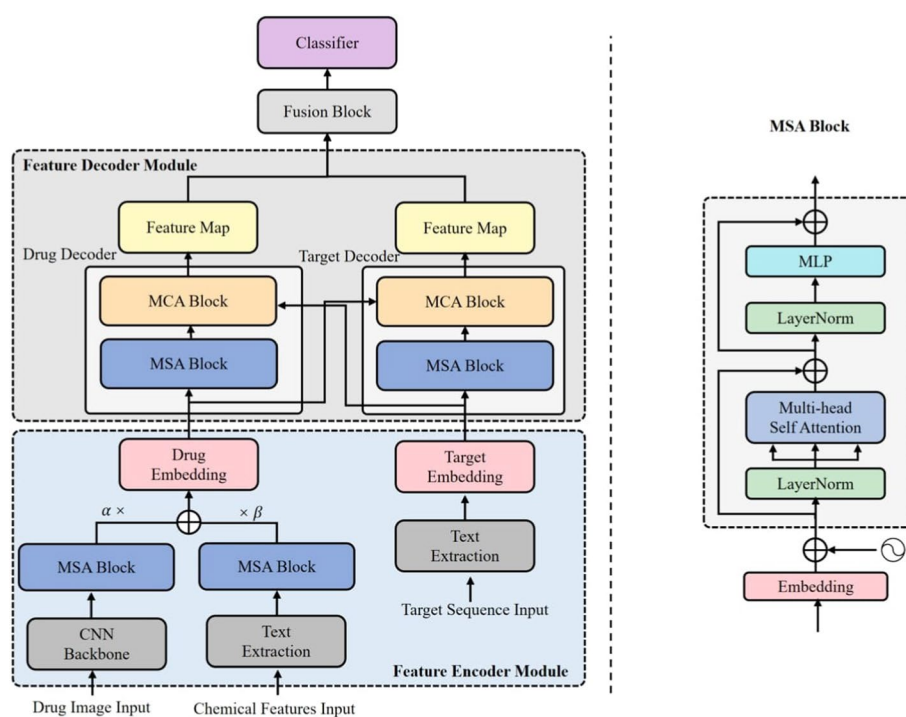 Classifier
Fusion Block
Feature Decoder Module
Feature Map
Feature Map
Drug Decoder
Target Decoder
MCA Block
MCA Block
MSA Block
MSA Block
Drug
Embedding
Target
Embedding
α ×
× β
MSA Block
MSA Block
Text
Extraction
Target Sequence Input
CNN
Backbone
Text
Extraction
Feature Encoder Module
Drug Image Input
Chemical Features Input
MSA Block
MLP
LayerNorm
Multi-head
Self Attention
LayerNorm
Embedding